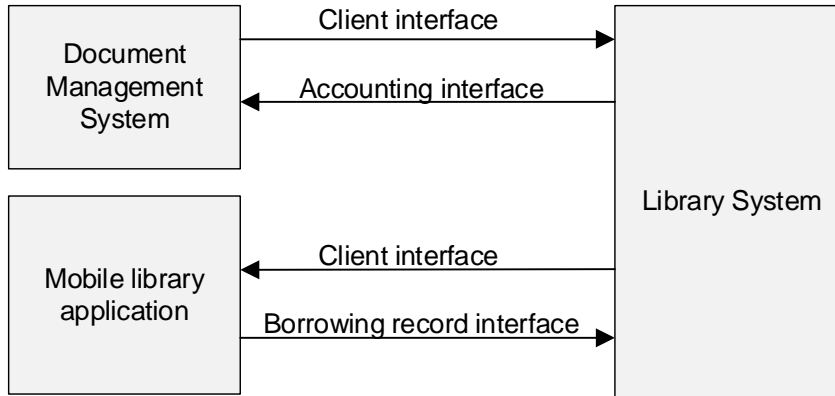 Client interface
Document
Management
System
Accounting interface
Library System
Client interface
Mobile library
application
Borrowing record interface